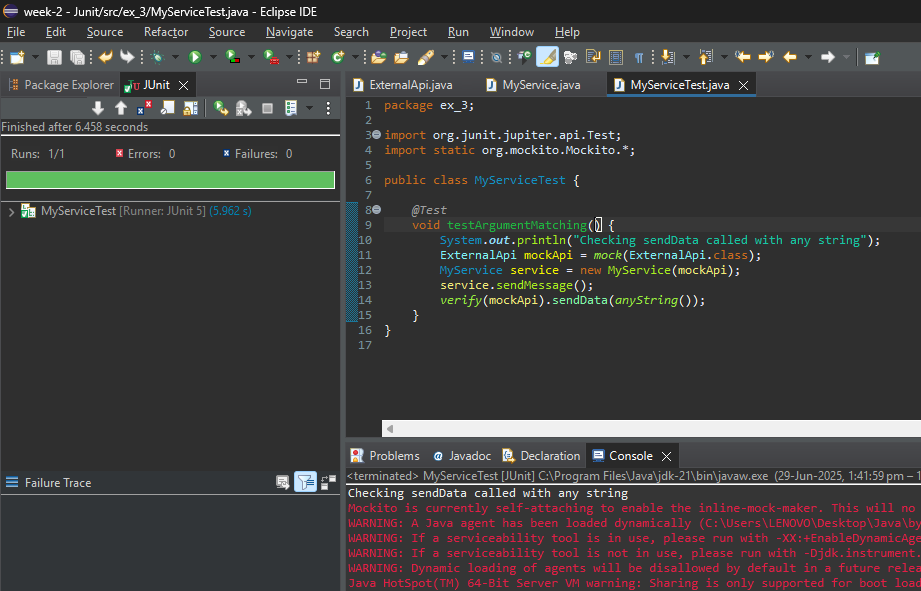 week-2 - Junit/src/ex_3/MyServiceTest.java - Eclipse IDE
File Edit Source Refactor Source Navigate Search Project Run Window Help
Package Explorer JUnit
Finished after 6.458 seconds
Runs: 1/1 Errors: 0 Failures: 0
MyServiceTest [Runner: JUnit 5] (5.962 s)
Failure Trace
ExternalApi.java MyService.java MyServiceTest.java
1 package ex_3;
2
3 import org.junit.jupiter.api.Test;
4 import static org.mockito.Mockito.*;
5
6 public class MyServiceTest {
7
8 @Test
9 void testArgumentMatching() {
10 System.out.println("Checking sendData called with any string");
11 ExternalApi mockApi = mock(ExternalApi.class);
12 MyService service = new MyService(mockApi);
13 service.sendMessage();
14 verify(mockApi).sendData(anyString());
15 }
16 }
17
Problems Javadoc Declaration Console
<terminated> MyServiceTest [JUnit] C:\Program Files\Java\jdk-21\bin\javaw.exe (29-Jun-2025, 1:41:59 pm – 1
Checking sendData called with any string
Mockito is currently self-attaching to enable the inline-mock-maker. This will no
WARNING: A Java agent has been loaded dynamically (C:\Users\LENOVO\Desktop\Java\by
WARNING: If a serviceability tool is in use, please run with -XX:+EnableDynamicAge
WARNING: If a serviceability tool is not in use, please run with -Djdk.instrument.
WARNING: Dynamic loading of agents will be disallowed by default in a future relea
Java HotSpot(TM) 64-Bit Server VM warning: Sharing is only supported for boot load